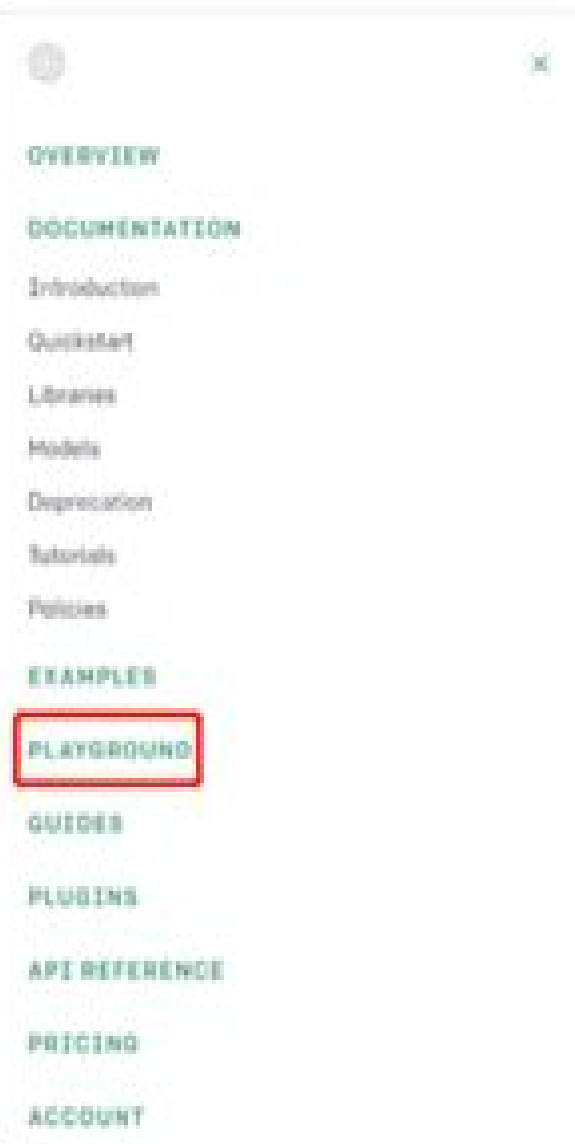 OVERVIEW
DOCUMENTATION
Introduction
Quickstart
Libraries
Models
Deprecation
Tutorials
Policies
EXAMPLES
PLAYGROUND
GUIDES
PLUGINS
API REFERENCE
PRICING
ACCOUNT